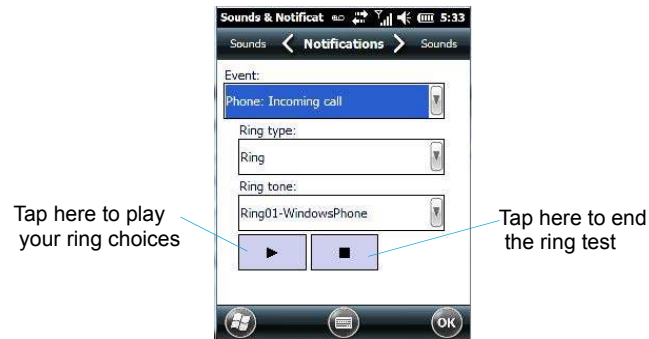 Sounds & Notificat 5:33
Sounds Notifications Sounds
Event:
Phone: Incoming call
Ring type:
Ring
Ring tone:
Ring01-WindowsPhone
Tap here to play
your ring choices
Tap here to end
the ring test
OK